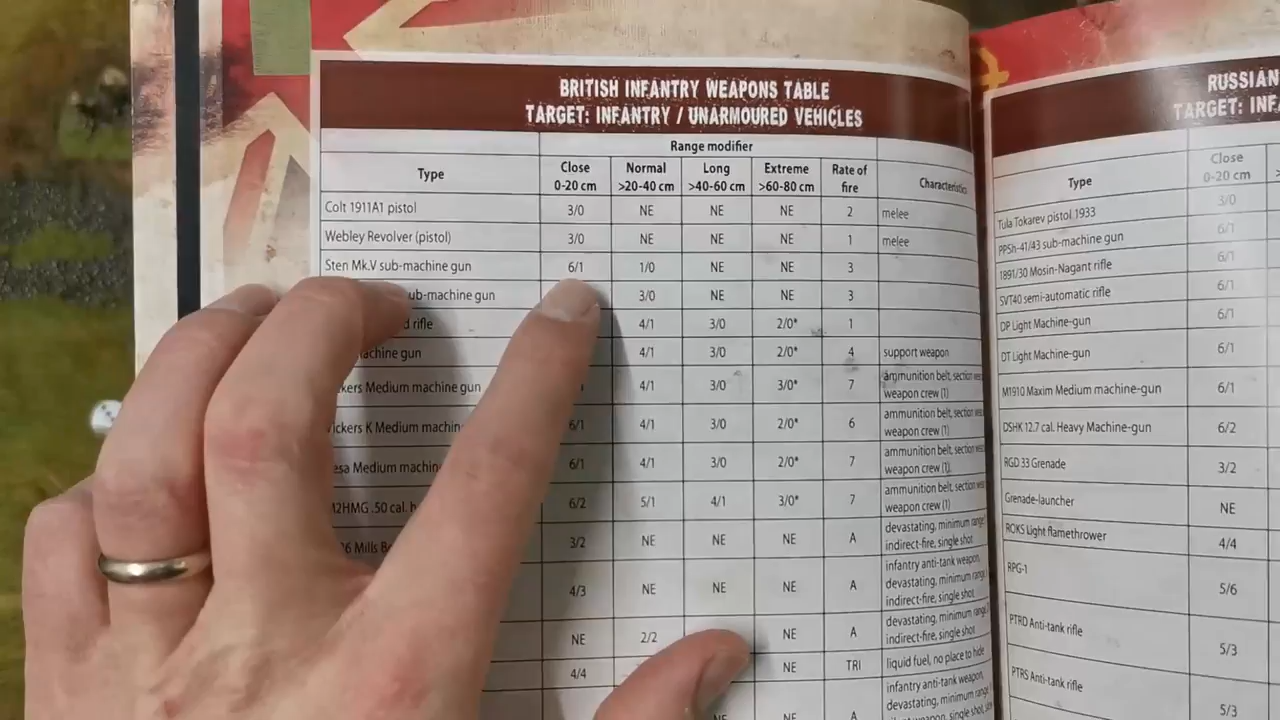 BRITISH INFANTRY WEAPONS TABLE
TARGET: INFANTRY / UNARMOURED VEHICLES
Range modifier
Type Close 0-20 cm Normal >20-40 cm Long >40-60 cm Extreme >60-80 cm Rate of fire Characteristics
Colt 1911A1 pistol 3/0 NE NE NE 2 melee
Webley Revolver (pistol) 3/0 NE NE NE 1 melee
Sten Mk.V sub-machine gun 6/1 1/0 NE NE 3
ub-machine gun 3/0 NE NE 3
rifle 4/1 3/0 2/0* 1
achine gun 4/1 3/0 2/0* 4 support weapon
kers Medium machine gun 4/1 3/0 3/0* 7 ammunition belt, section
weapon crew (1)
ickers K Medium machin 6/1 4/1 3/0 2/0* 6 ammunition belt, section
weapon crew (1)
esa Medium machin 6/1 4/1 3/0 2/0* 7 ammunition belt, section
weapon crew (1)
M2HMG .50 cal. h 6/2 5/1 4/1 3/0* 7 ammunition belt, section
weapon crew (1)
36 Mills B 3/2 NE NE NE A devastating, minimum range,
indirect-fire, single shot
4/3 NE NE NE A infantry anti-tank weapon,
devastating, minimum range,
indirect-fire, single shot
NE 2/2 NE A devastating, minimum range,
indirect-fire, single shot
4/4 NE TRI liquid fuel, no place to hide
NE NE A infantry anti-tank weapon,
devastating, minimum range,
weapon, single shot,
RUSSIAN
TARGET: INF
Type Close 0-20 cm
Tula Tokarev pistol 1933 3/0
PPSh-41/43 sub-machine gun 6/1
1891/30 Mosin-Nagant rifle 6/1
SVT40 semi-automatic rifle 6/1
DP Light Machine-gun 6/1
DT Light Machine-gun 6/1
M1910 Maxim Medium machine-gun 6/1
DSHK 12.7 cal. Heavy Machine-gun 6/2
RGD 33 Grenade 3/2
Grenade-launcher NE
ROKS Light flamethrower 4/4
RPG-1 5/6
PTRD Anti-tank rifle 5/3
PTRS Anti-tank rifle 5/3